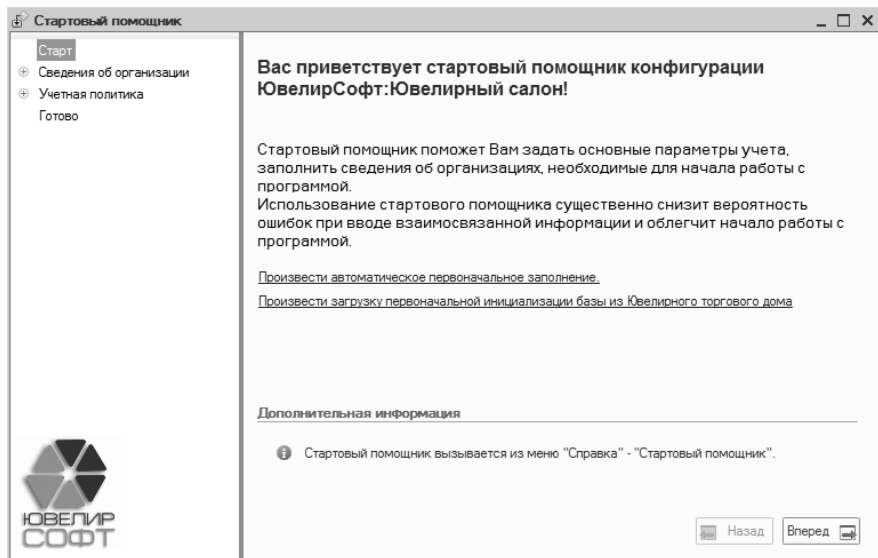 Стартовый помощник
Старт
Сведения об организации
Учетная политика
Готово
Вас приветствует стартовый помощник конфигурации
ЮвелирСофт:Ювелирный салон!
Стартовый помощник поможет Вам задать основные параметры учета,
заполнить сведения об организациях, необходимые для начала работы с
программой.
Использование стартового помощника существенно снизит вероятность
ошибок при вводе взаимосвязанной информации и облегчит начало работы с
программой.
Произвести автоматическое первоначальное заполнение.
Произвести загрузку первоначальной инициализации базы из Ювелирного торгового дома
Дополнительная информация
Стартовый помощник вызывается из меню "Справка" - "Стартовый помощник".
ЮВЕЛИР
СОФТ
Назад
Вперед